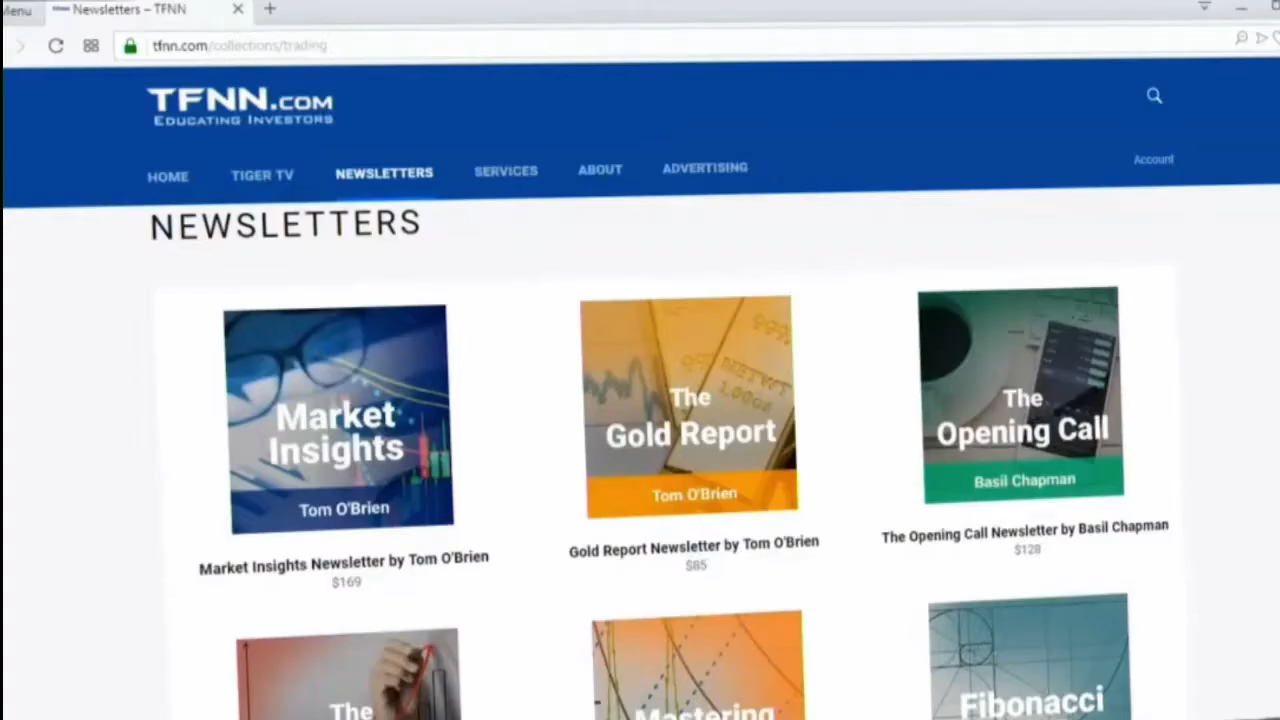 Menu
Newsletters – TFNN
tfnn.com/collections/trading
TFNN.COM
EDUCATING INVESTORS
HOME TIGER TV NEWSLETTERS SERVICES ABOUT ADVERTISING
Account
NEWSLETTERS
Market
Insights
Tom O'Brien
Market Insights Newsletter by Tom O'Brien
$169
The
Gold Report
Tom O'Brien
Gold Report Newsletter by Tom O'Brien
$85
The
Opening Call
Basil Chapman
The Opening Call Newsletter by Basil Chapman
$128
The
Mastering
Fibonacci